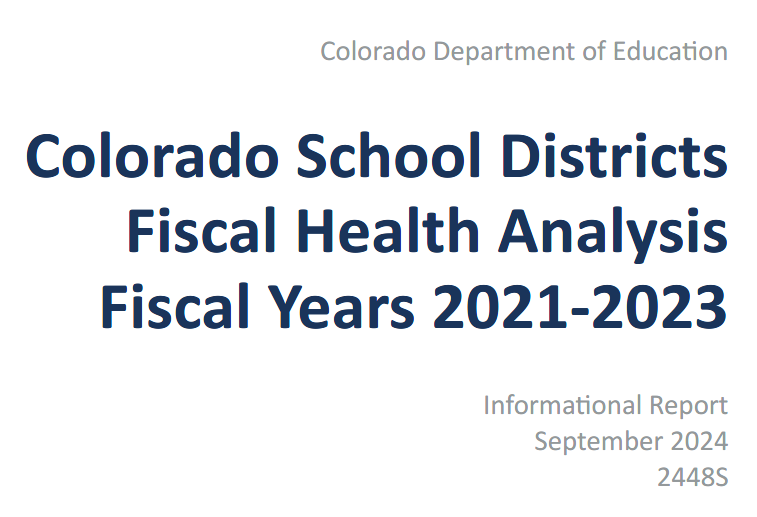 Colorado Department of Education
Colorado School Districts
Fiscal Health Analysis
Fiscal Years 2021-2023
Informational Report
September 2024
2448S